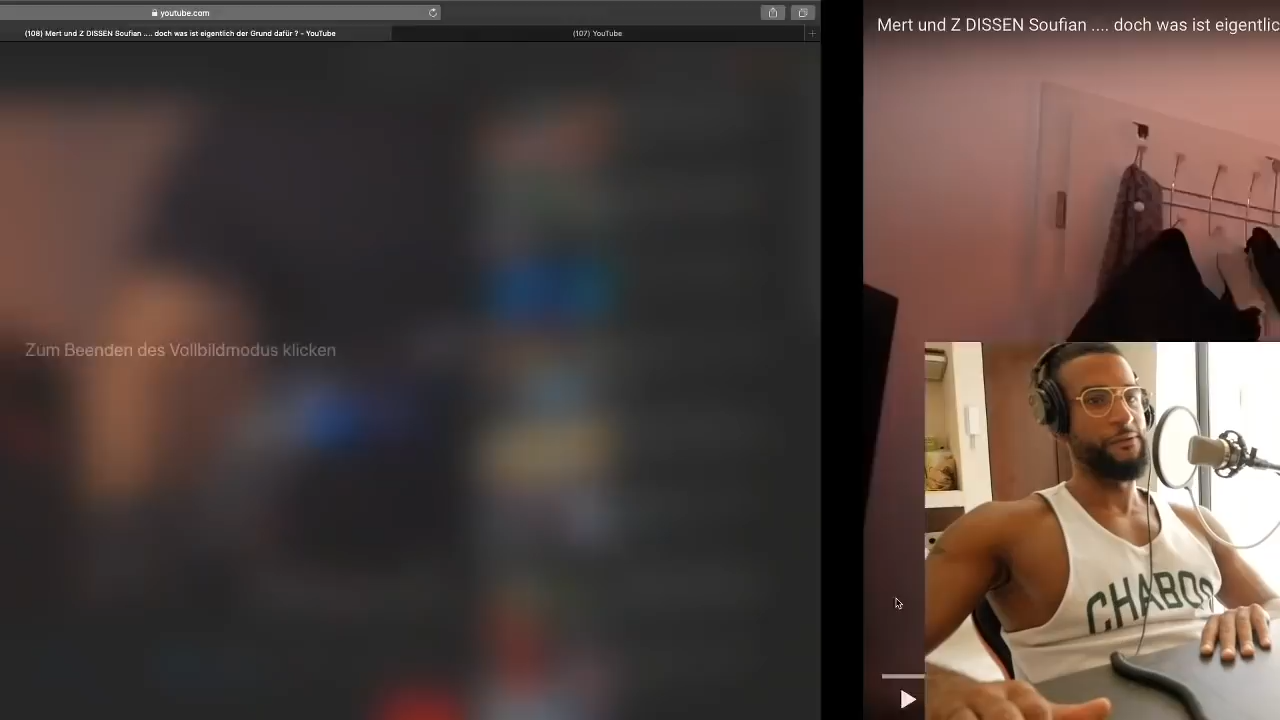 youtube.com
(108) Mert und Z DISSEN Soufian .... doch was ist eigentlich der Grund dafür ? - YouTube
(107) YouTube
Mert und Z DISSEN Soufian .... doch was ist eigentlic
Zum Beenden des Vollbildmodus klicken
CHABOS